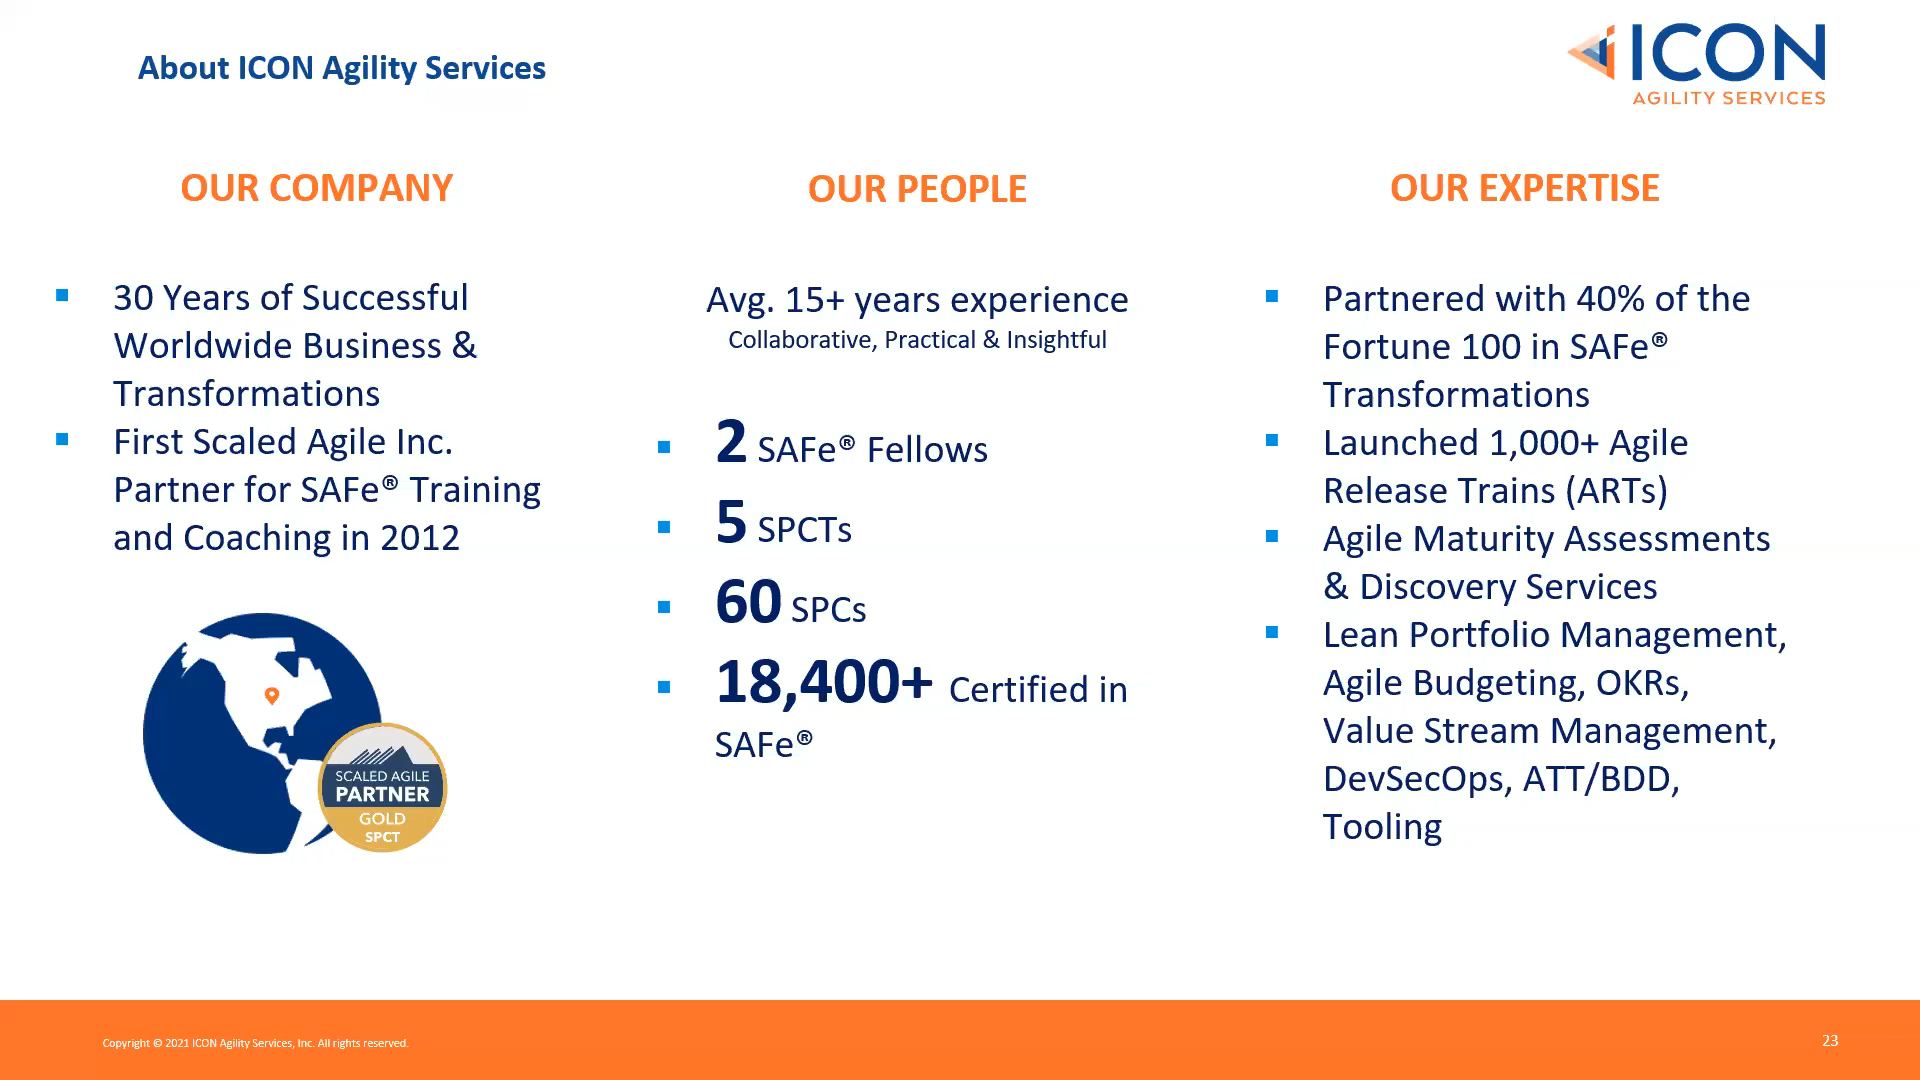 About ICON Agility Services
ICON
AGILITY SERVICES
OUR COMPANY
30 Years of Successful
Worldwide Business &
Transformations
First Scaled Agile Inc.
Partner for SAFe® Training
and Coaching in 2012
SCALED AGILE
PARTNER
GOLD
SPCT
OUR PEOPLE
Avg. 15+ years experience
Collaborative, Practical & Insightful
2 SAFe® Fellows
5 SPCTs
60 SPCs
18,400+ Certified in
SAFe®
OUR EXPERTISE
Partnered with 40% of the
Fortune 100 in SAFe®
Transformations
Launched 1,000+ Agile
Release Trains (ARTs)
Agile Maturity Assessments
& Discovery Services
Lean Portfolio Management,
Agile Budgeting, OKRs,
Value Stream Management,
DevSecOps, ATT/BDD,
Tooling
Copyright © 2021 ICON Agility Services, Inc. All rights reserved.
23